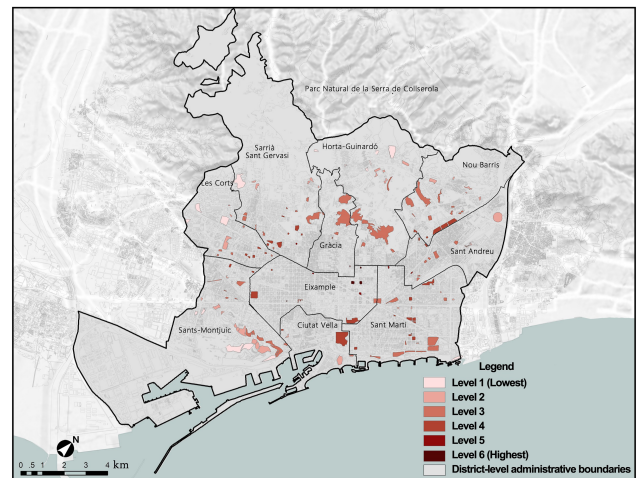 Parc Natural de la Serra de Collserola
Sarrià
Sant Gervasi
Horta-Guinardó
Nou Barris
Les Corts
Gràcia
Sant Andreu
Eixample
Ciutat Vella
Sants-Montjuïc
Sant Martí
Legend
Level 1 (Lowest)
Level 2
Level 3
Level 4
Level 5
Level 6 (Highest)
District-level administrative boundaries
N
0 .5 1 2 3 4 km